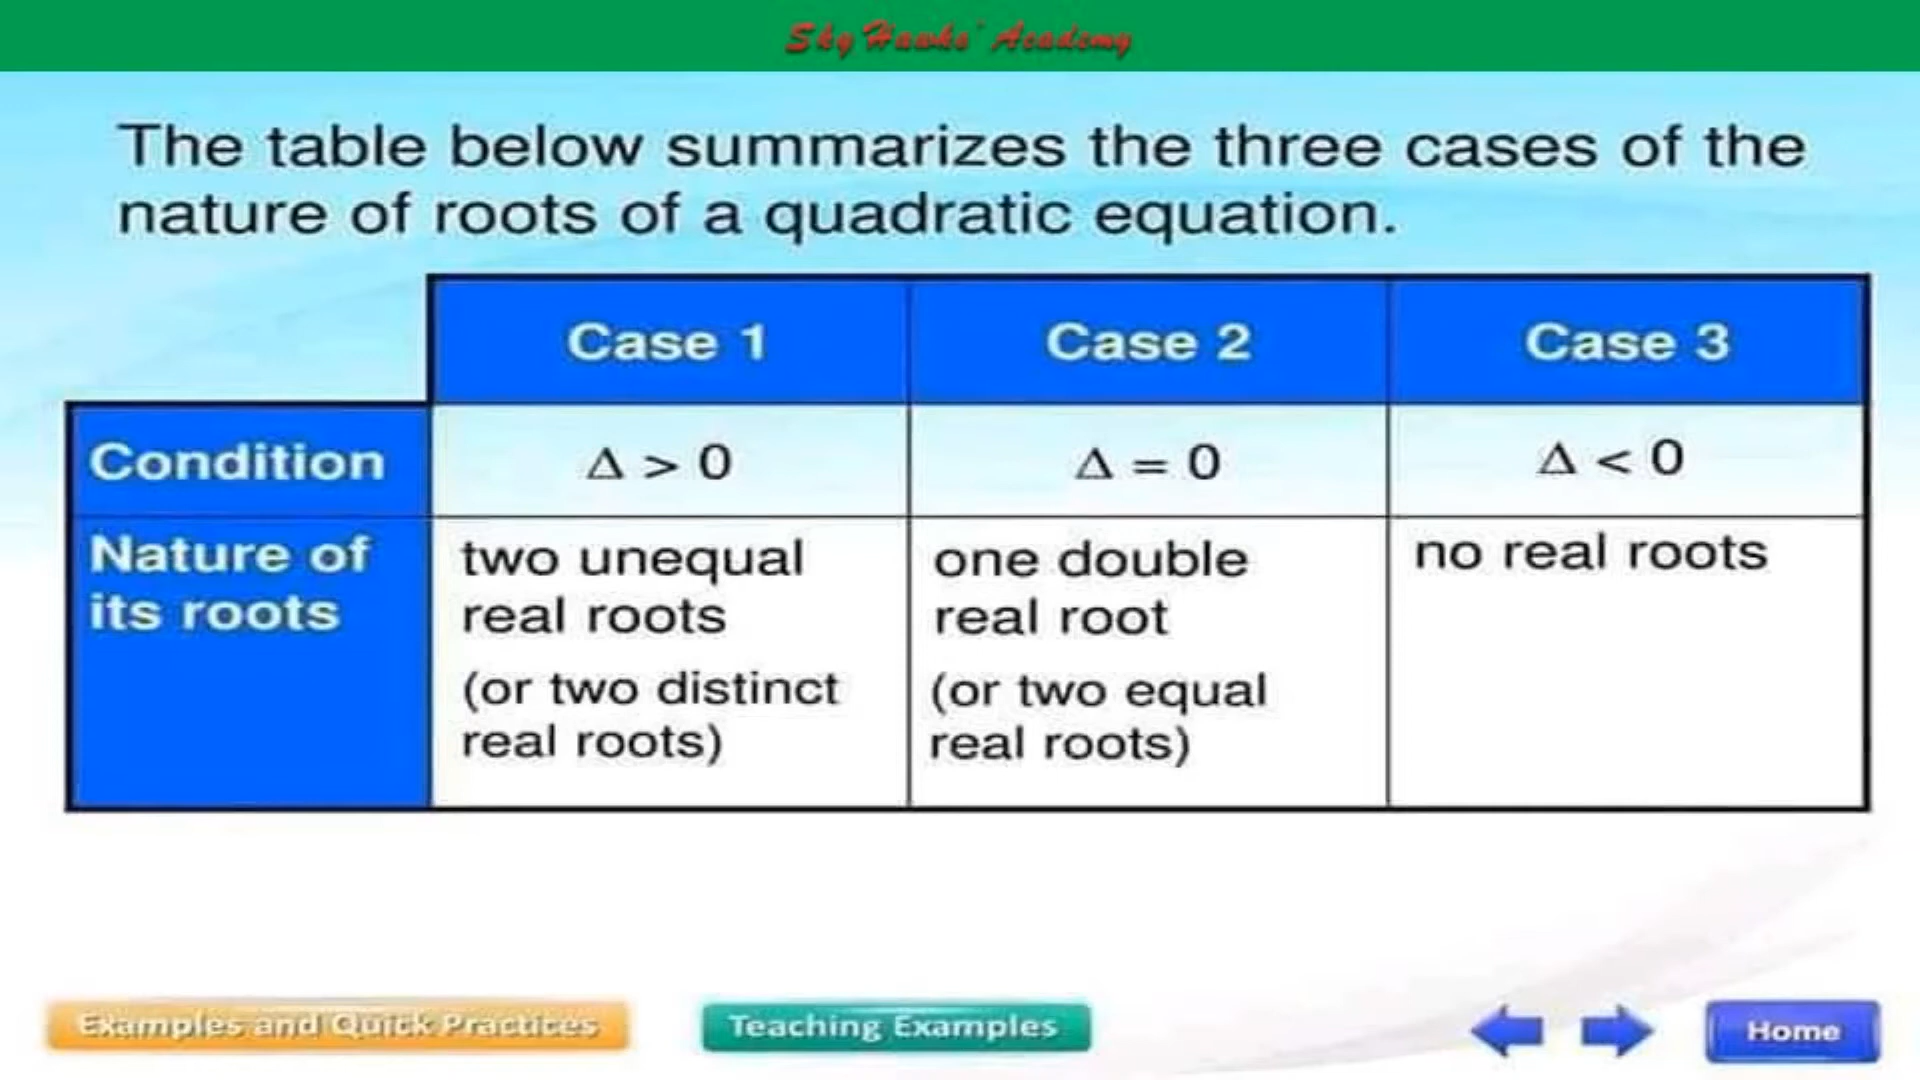 Sky Hawks' Academy
The table below summarizes the three cases of the
nature of roots of a quadratic equation.
Case 1 Case 2 Case 3
Condition Δ > 0 Δ = 0 Δ < 0
Nature of
its roots
two unequal
real roots
(or two distinct
real roots)
one double
real root
(or two equal
real roots)
no real roots
Examples and Quick Practices
Teaching Examples
Home